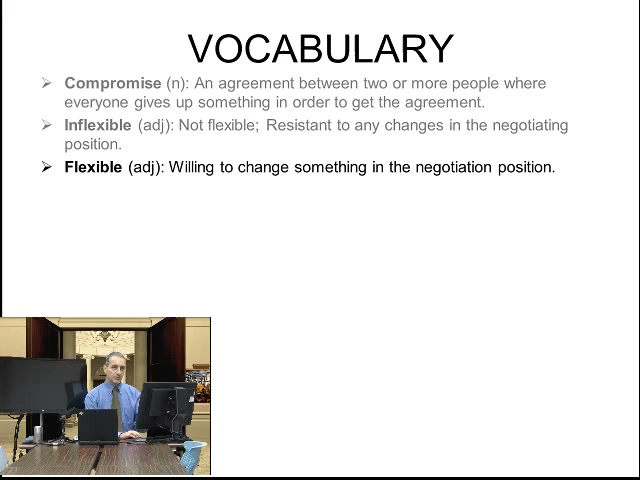 VOCABULARY
➢ Compromise (n): An agreement between two or more people where
everyone gives up something in order to get the agreement.
➢ Inflexible (adj): Not flexible; Resistant to any changes in the negotiating
position.
➢ Flexible (adj): Willing to change something in the negotiation position.